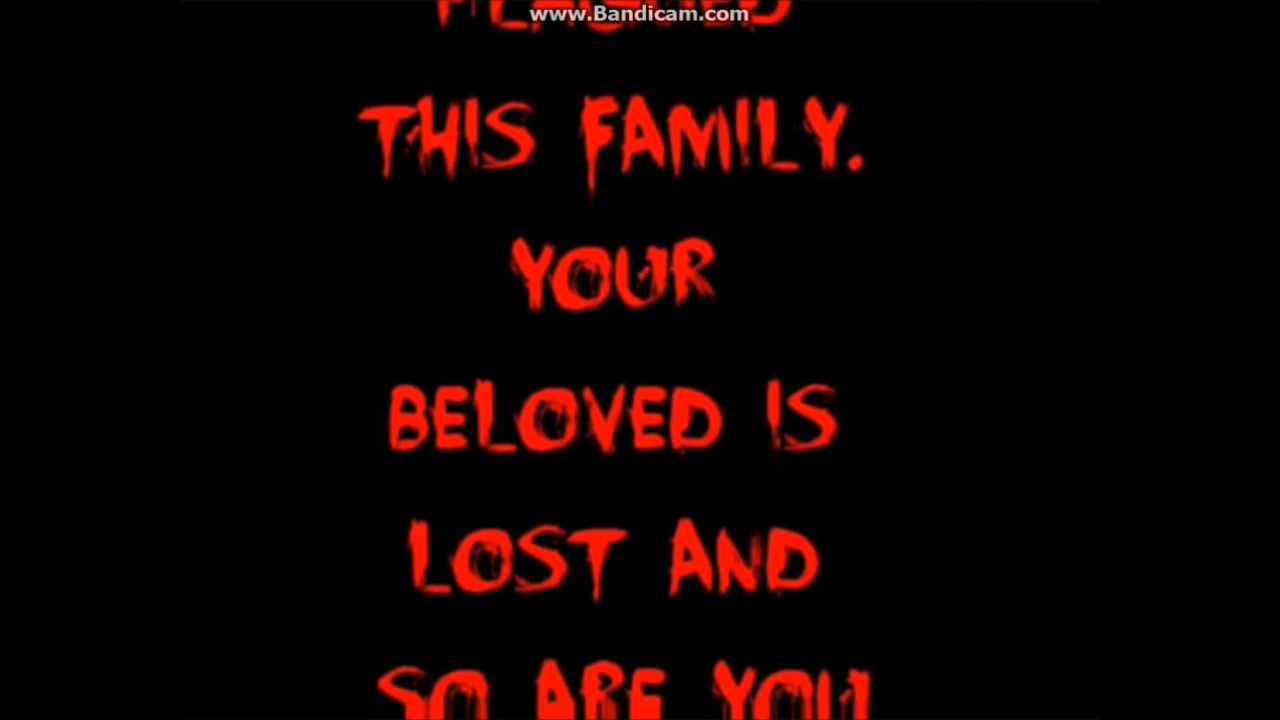 www.Bandicam.com
THIS FAMILY.
YOUR
BELOVED IS
LOST AND
SO ARE YOU